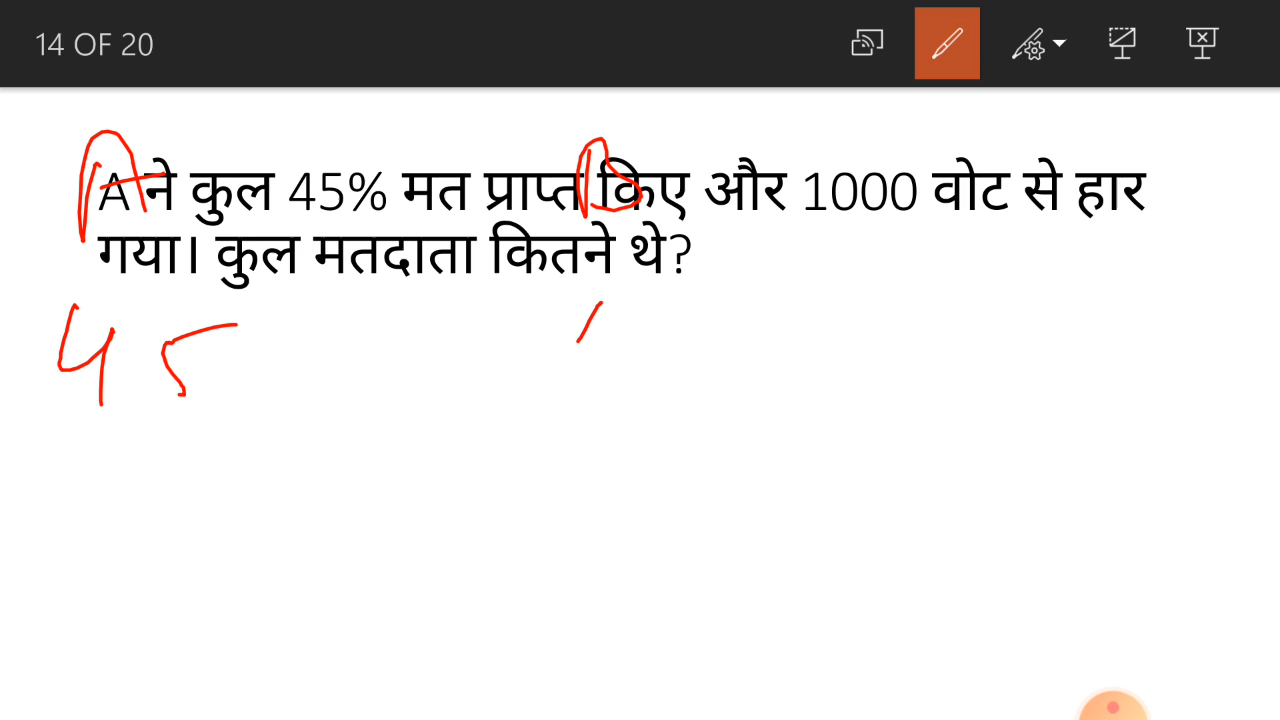 14 OF 20
A B
A ने कुल 45% मत प्राप्त किए और 1000 वोट से हार
गया। कुल मतदाता कितने थे?
45